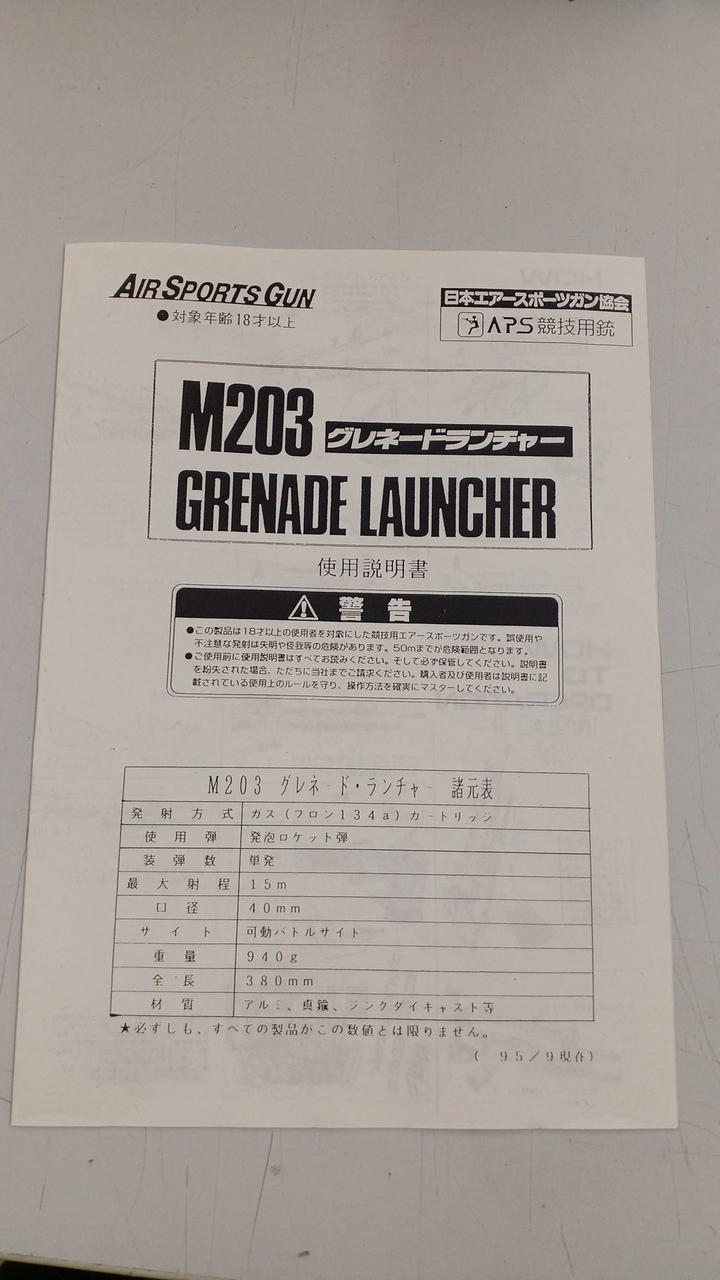 AIR SPORTS GUN
●対象年齢18才以上
日本エアースポーツガン協会
APS競技用銃
M203 グレネードランチャー
GRENADE LAUNCHER
使用説明書
警告
●この製品は18才以上の使用者を対象にした競技用エアースポーツガンです。誤使用や
不注意な発射は失明や怪我等の危険があります。50mまでが危険範囲となります。
●ご使用前に使用説明書はすべてお読みください。そして必ず保管してください。説明書
を紛失された場合、ただちに当社までご請求ください。購入者及び使用者は説明書に記
載されている使用上のルールを守り、操作方法を確実にマスターしてください。
M203 グレネード・ランチャー 諸元表
発射方式 ガス(フロン134a)カートリッジ
使用弾 発泡ロケット弾
装弾数 単発
最大射程 15m
口径 40mm
サイト 可動バトルサイト
重量 940g
全長 380mm
材質 アルミ、真鍮、ジンクダイキャスト等
★必ずしも、すべての製品がこの数値とは限りません。
( 95/9現在)